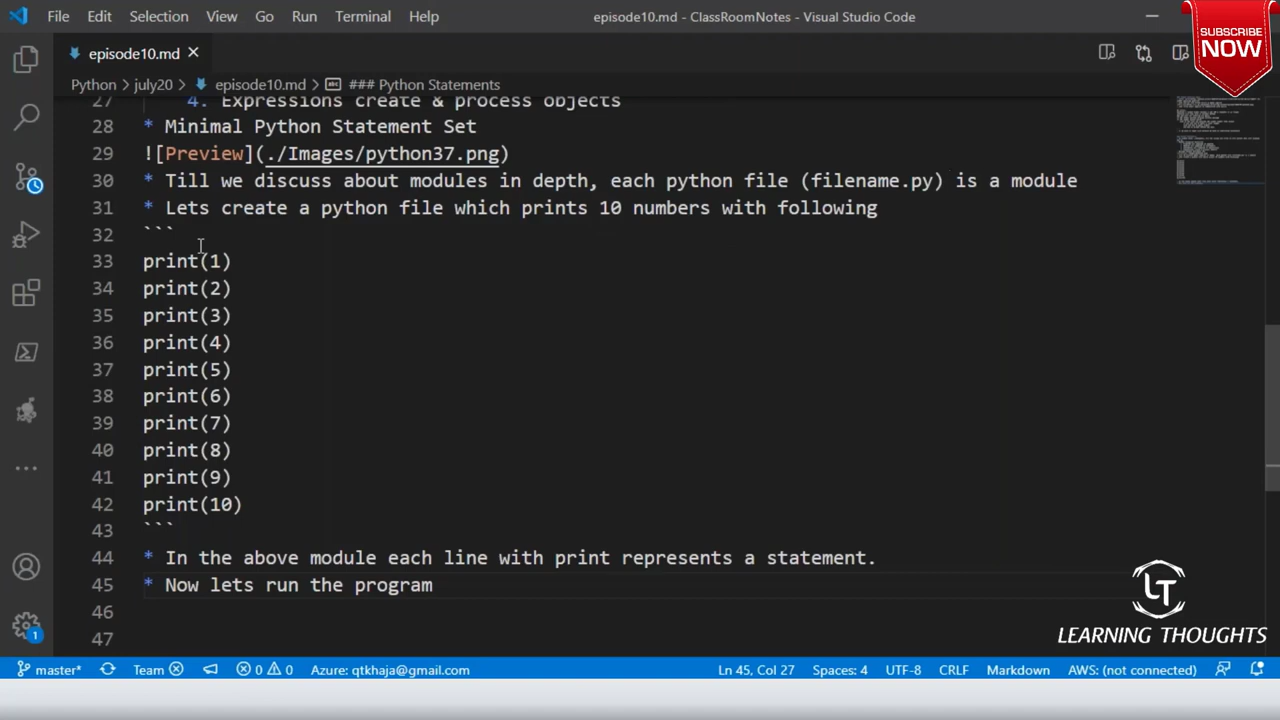 File Edit Selection View Go Run Terminal Help
episode10.md - ClassRoomNotes - Visual Studio Code
SUBSCRIBE
NOW
episode10.md
Python > july20 > episode10.md > ### Python Statements
27 4. Expressions create & process objects
28 * Minimal Python Statement Set
29 ![Preview](./Images/python37.png)
30 * Till we discuss about modules in depth, each python file (filename.py) is a module
31 * Lets create a python file which prints 10 numbers with following
32 ```
33 print(1)
34 print(2)
35 print(3)
36 print(4)
37 print(5)
38 print(6)
39 print(7)
40 print(8)
41 print(9)
42 print(10)
43 ```
44 * In the above module each line with print represents a statement.
45 * Now lets run the program
46
47
1
LT
LEARNING THOUGHTS
master* Team 0 0 Azure: qtkhaja@gmail.com Ln 45, Col 27 Spaces: 4 UTF-8 CRLF Markdown AWS: (not connected)